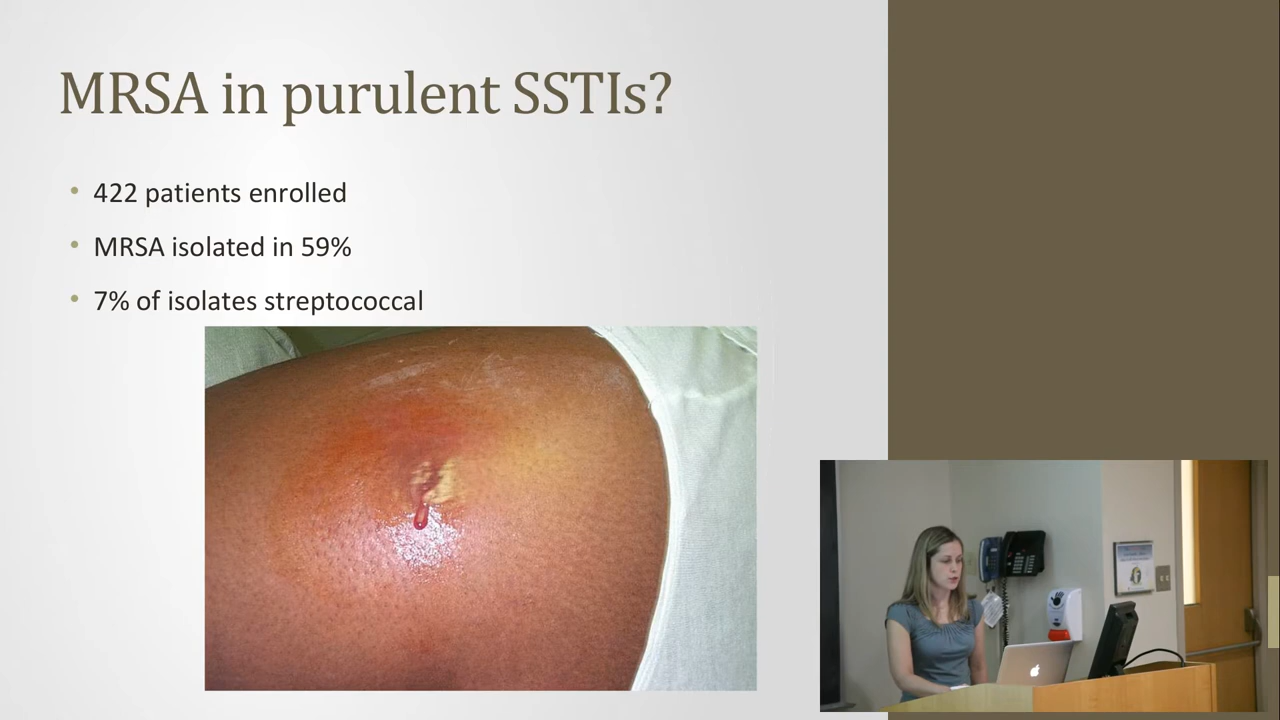 MRSA in purulent SSTIs?
• 422 patients enrolled
• MRSA isolated in 59%
• 7% of isolates streptococcal